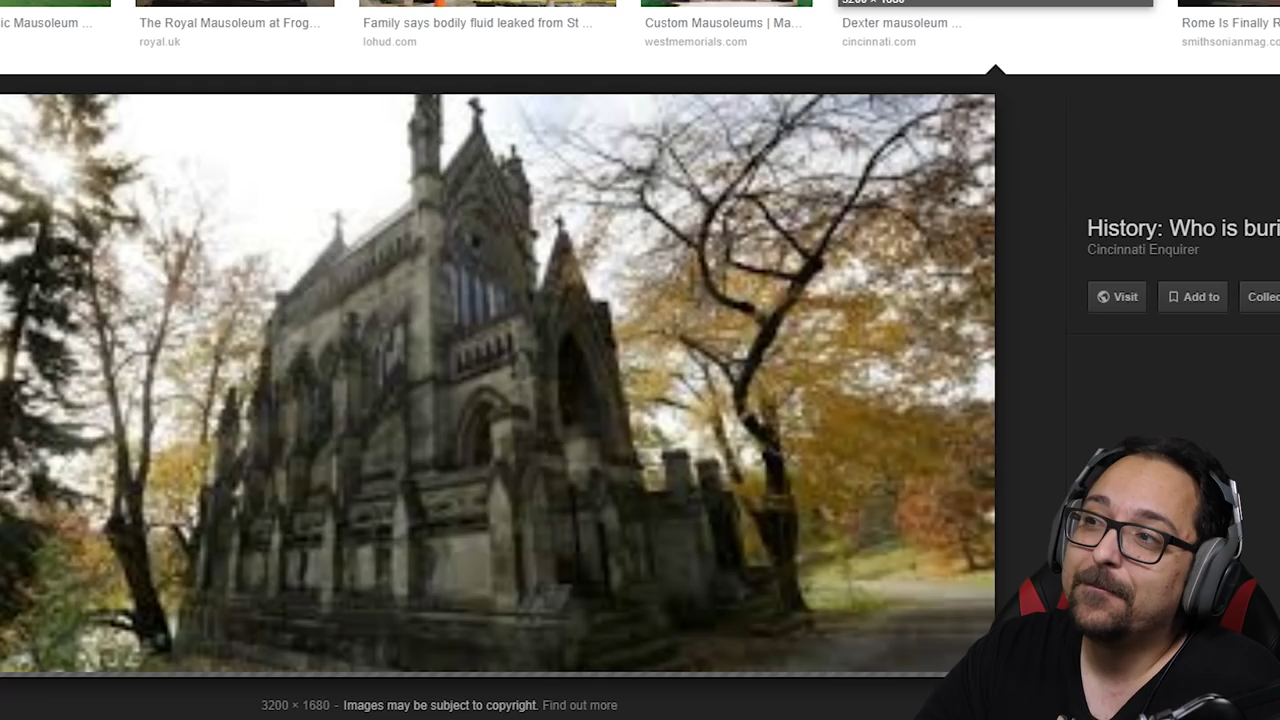 ic Mausoleum ...
The Royal Mausoleum at Frog...
Family says bodily fluid leaked from St ...
Custom Mausoleums | Ma...
Dexter mausoleum ...
Rome Is Finally R
royal.uk
lohud.com
westmemorials.com
cincinnati.com
smithsonianmag.c
History: Who is buri
Cincinnati Enquirer
Visit
Add to
Collec
3200 × 1680 - Images may be subject to copyright. Find out more